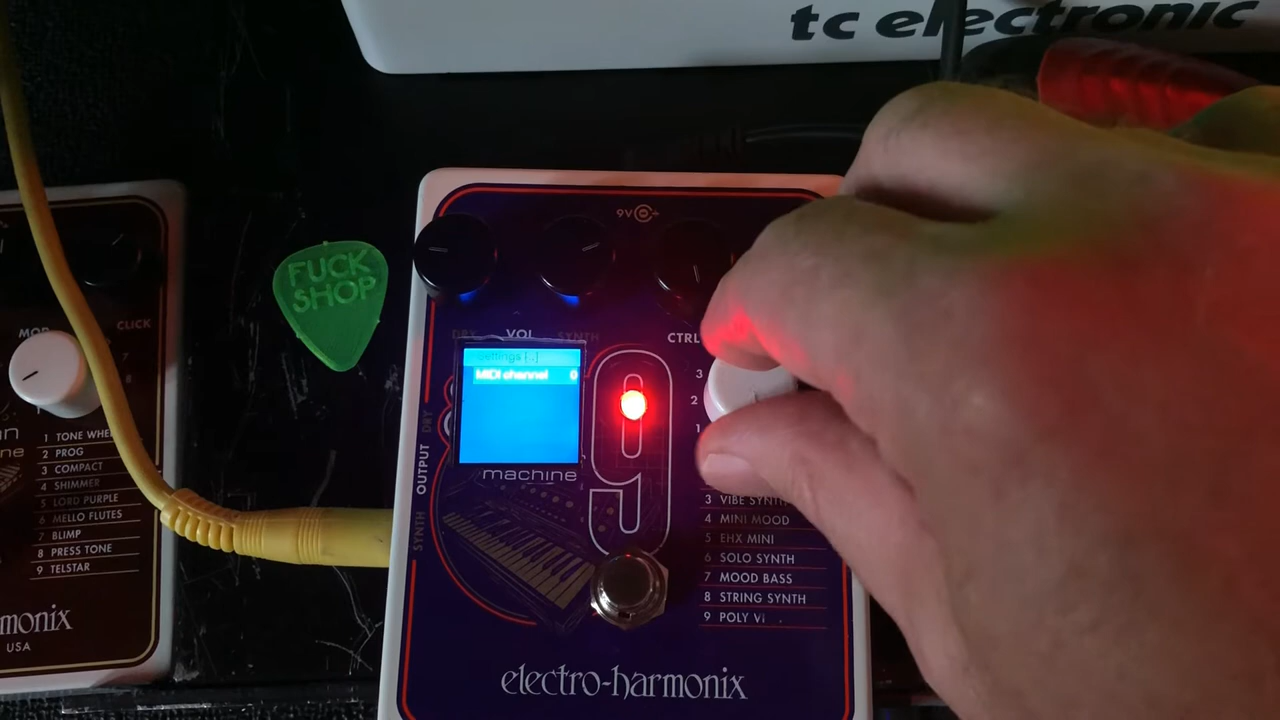 tc electronic
9V
FUCK
SHOP
DRY
VOL
SYNTH
CTRL
Settings [..]
MIDI channel 0
3
2
1
machine
9
SYNTH OUTPUT DRY
3 VIBE SYNTH
4 MINI MOOD
5 EHX MINI
6 SOLO SYNTH
7 MOOD BASS
8 STRING SYNTH
9 POLY VI
electro-harmonix
MOD
CLICK
1 TONE WHEEL
2 PROG
3 COMPACT
4 SHIMMER
5 LORD PURPLE
6 MELLO FLUTES
7 BLIMP
8 PRESS TONE
9 TELSTAR
monix
USA